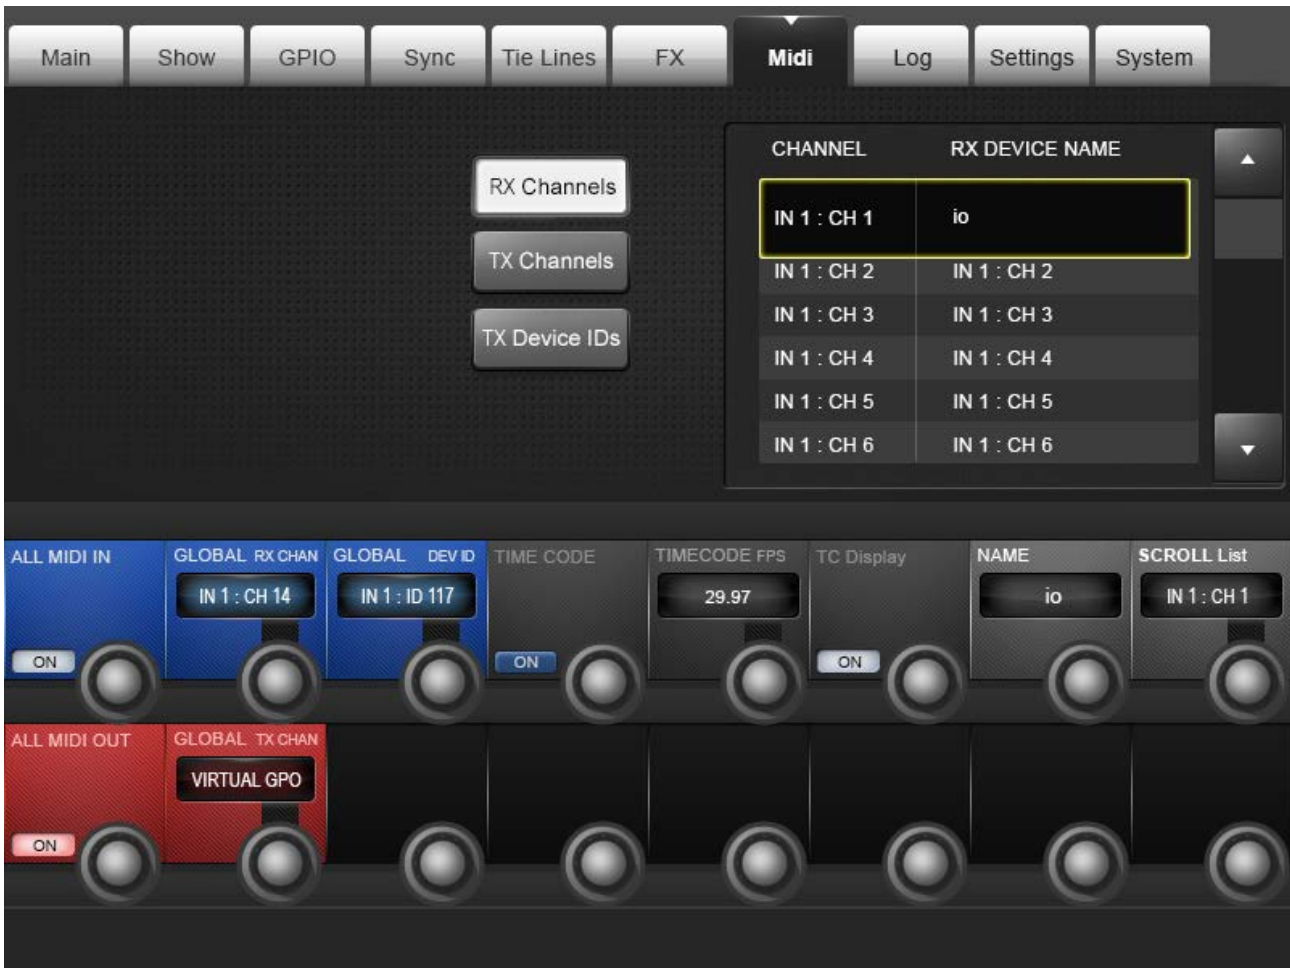 Main Show GPIO Sync Tie Lines FX Midi Log Settings System
CHANNEL RX DEVICE NAME
RX Channels
TX Channels
TX Device IDs
IN 1 : CH 1 io
IN 1 : CH 2 IN 1 : CH 2
IN 1 : CH 3 IN 1 : CH 3
IN 1 : CH 4 IN 1 : CH 4
IN 1 : CH 5 IN 1 : CH 5
IN 1 : CH 6 IN 1 : CH 6
ALL MIDI IN GLOBAL RX CHAN GLOBAL DEV ID TIME CODE TIMECODE FPS TC Display NAME SCROLL List
IN 1 : CH 14 IN 1 : ID 117 29.97 io IN 1 : CH 1
ON ON ON
ALL MIDI OUT GLOBAL TX CHAN
VIRTUAL GPO
ON